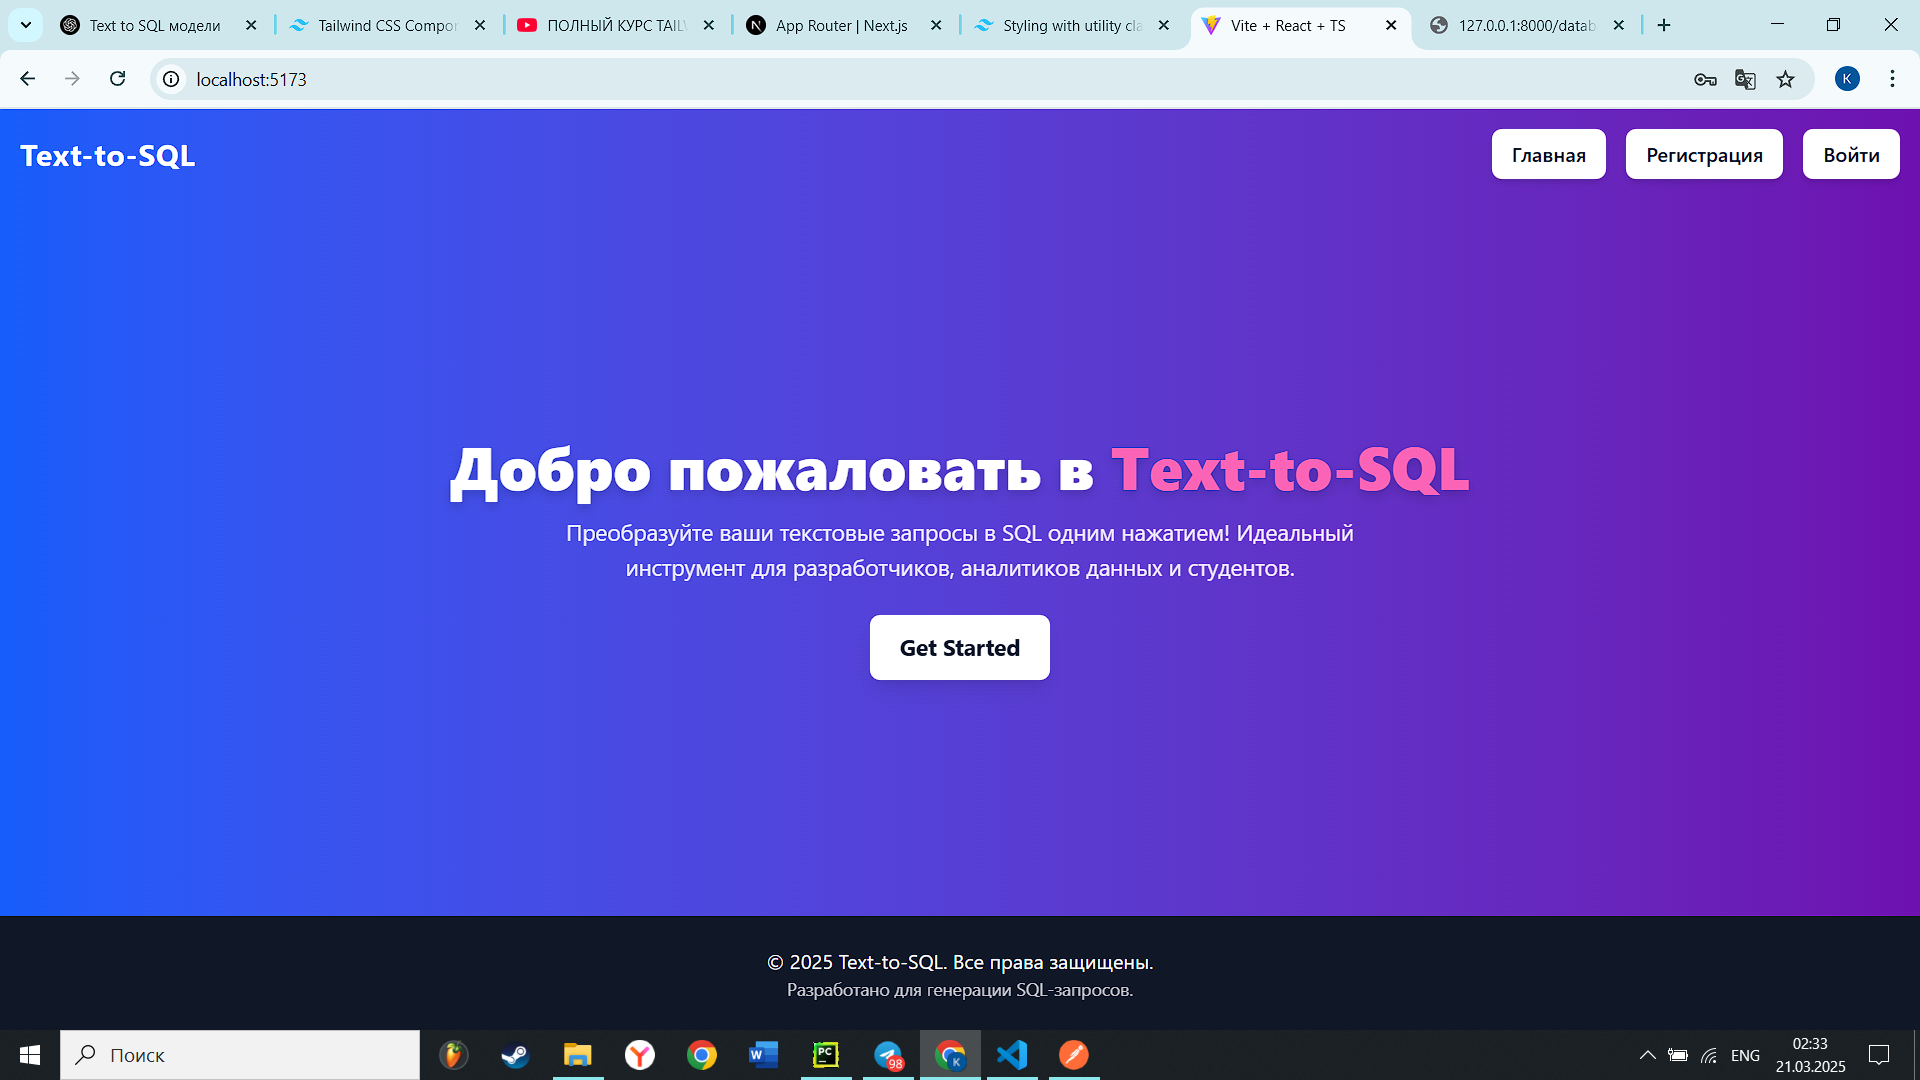 Text to SQL модели
Tailwind CSS Compor
ПОЛНЫЙ КУРС TAILW
App Router | Next.js
Styling with utility cla
Vite + React + TS
127.0.0.1:8000/datab
localhost:5173
K
Text-to-SQL
Главная
Регистрация
Войти
Добро пожаловать в Text-to-SQL
Преобразуйте ваши текстовые запросы в SQL одним нажатием! Идеальный
инструмент для разработчиков, аналитиков данных и студентов.
Get Started
© 2025 Text-to-SQL. Все права защищены.
Разработано для генерации SQL-запросов.
Поиск
PC
98
K
ENG
02:33
21.03.2025